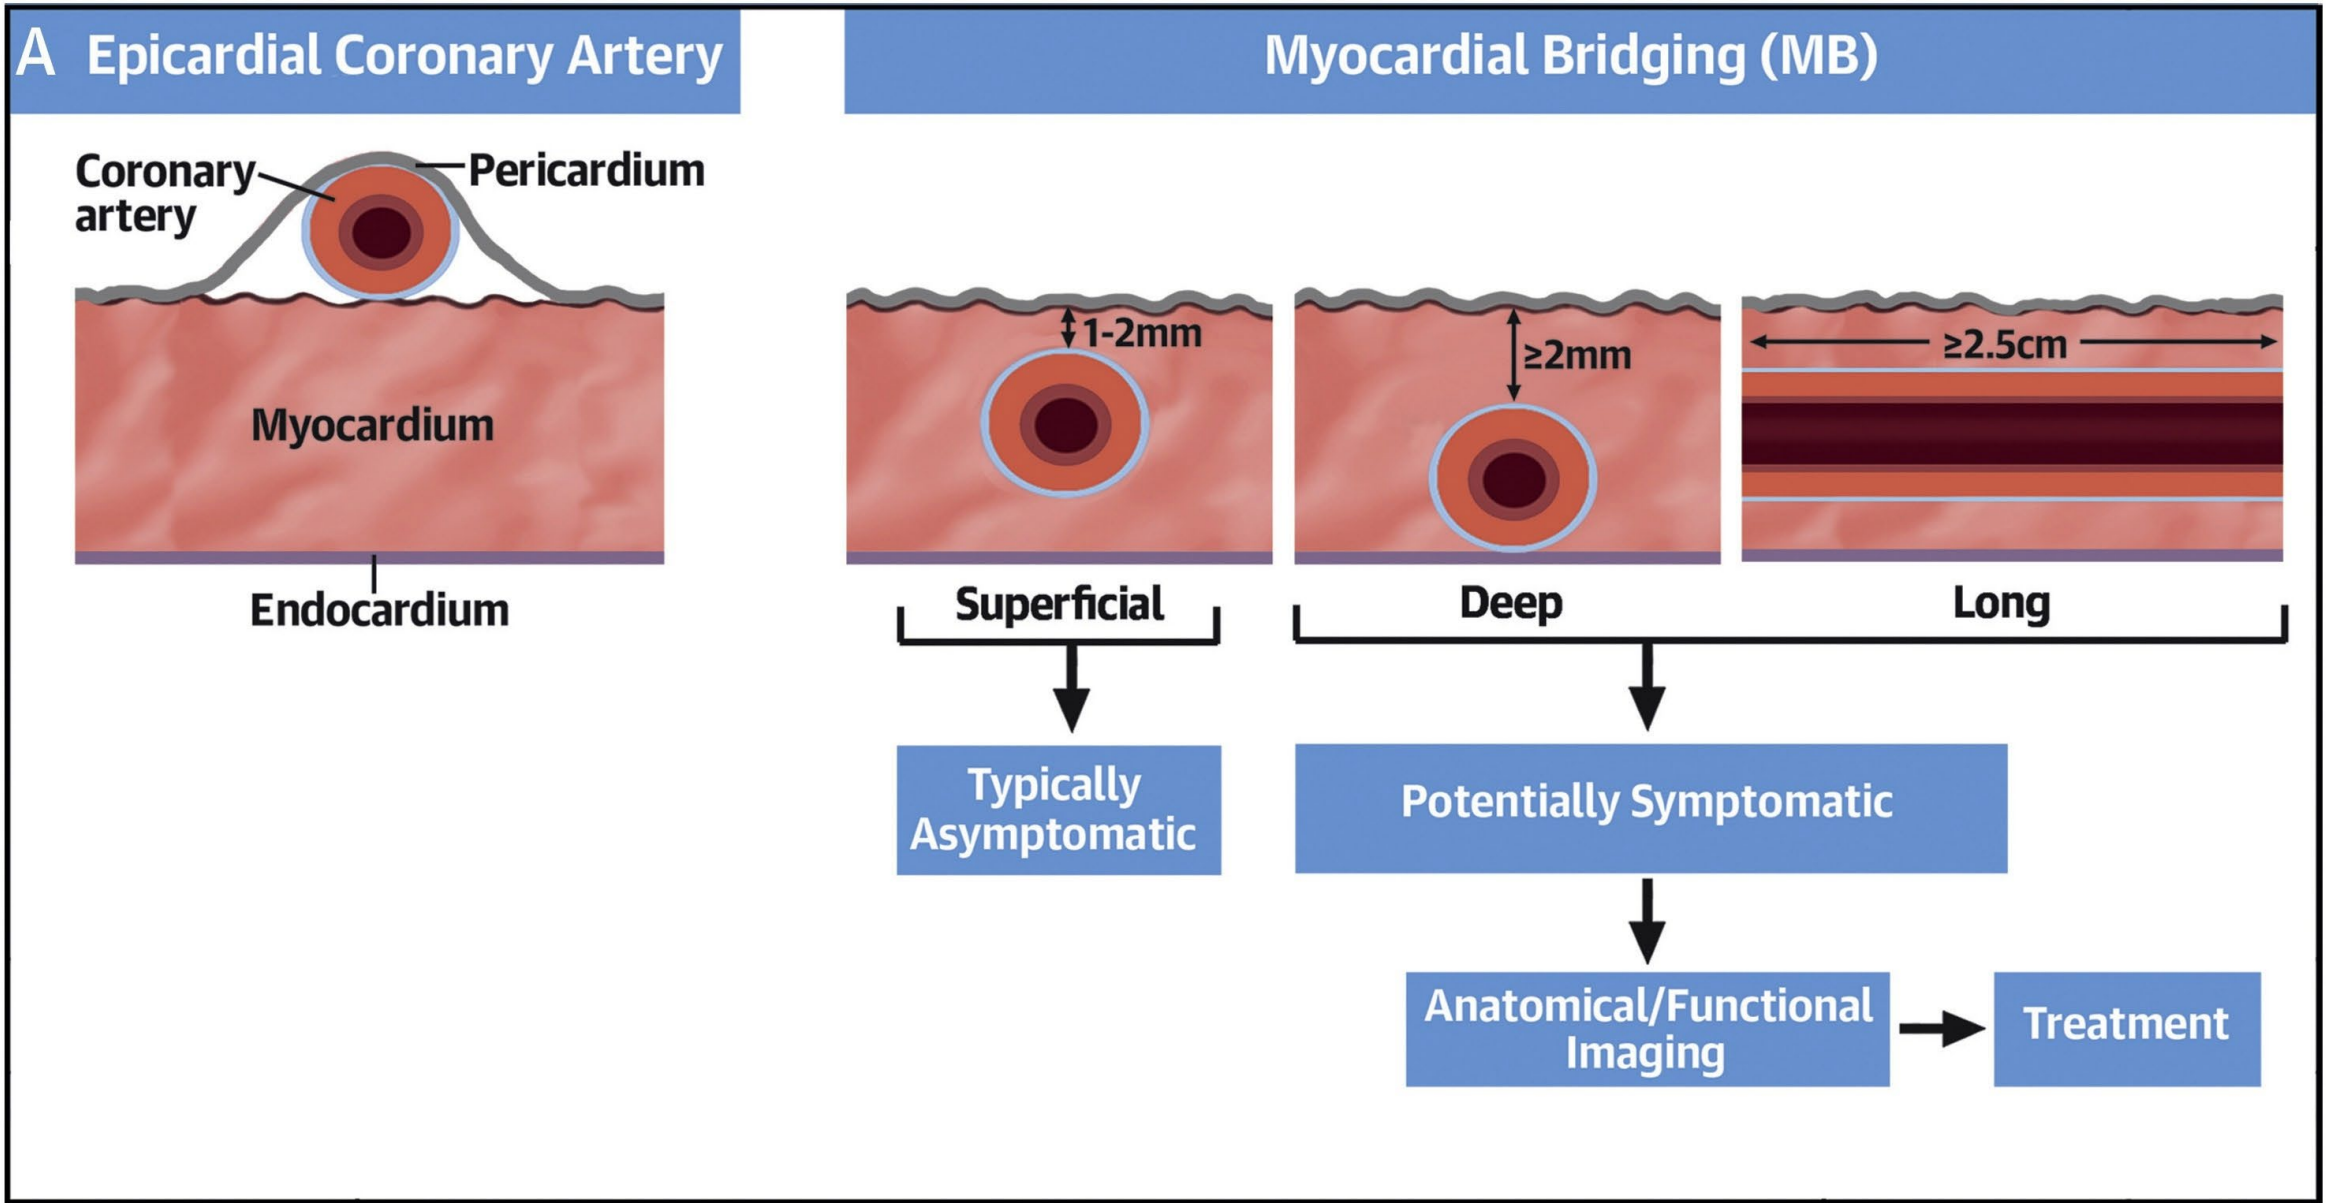 A Epicardial Coronary Artery
Myocardial Bridging (MB)
Coronary
artery
Pericardium
Myocardium
Endocardium
1-2mm
≥2mm
≥2.5cm
Superficial
Deep
Long
Typically
Asymptomatic
Potentially Symptomatic
Anatomical/Functional
Imaging
Treatment